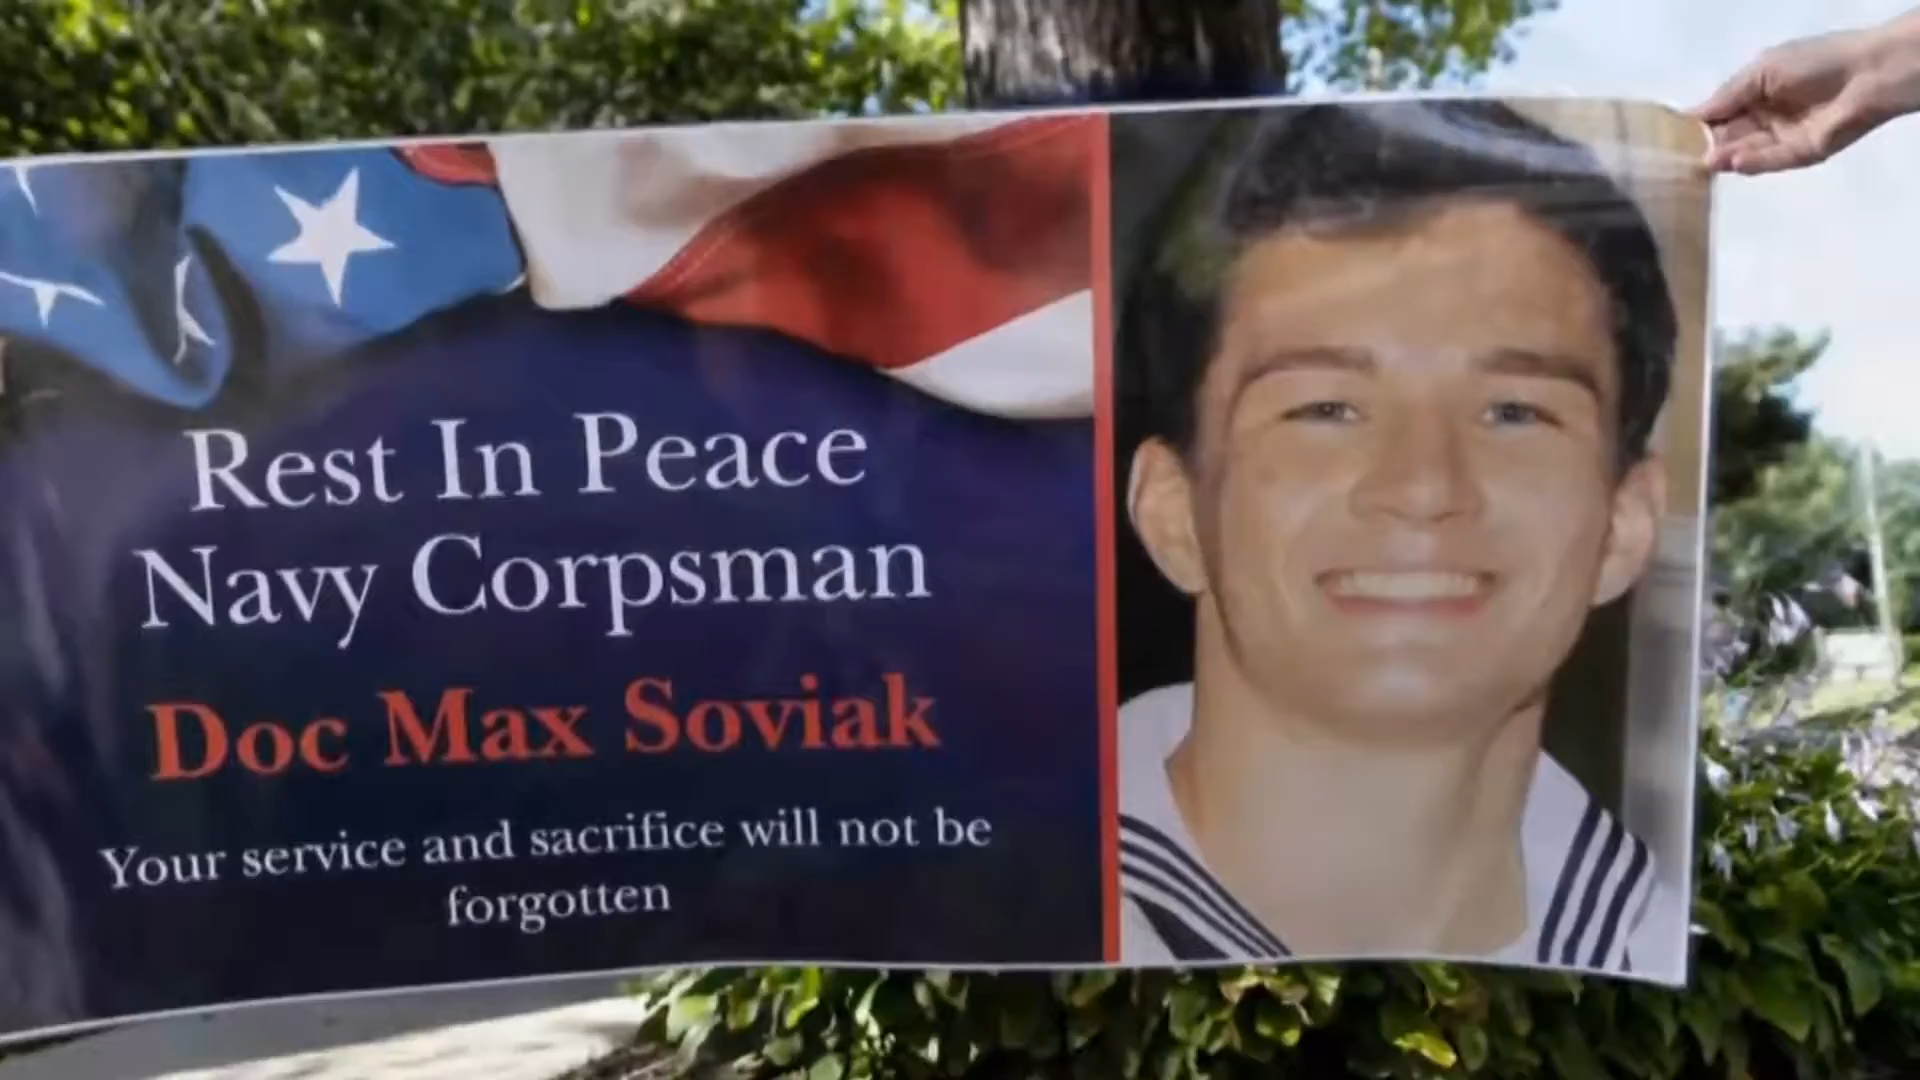 Rest In Peace
Navy Corpsman
Doc Max Soviak
Your service and sacrifice will not be
forgotten